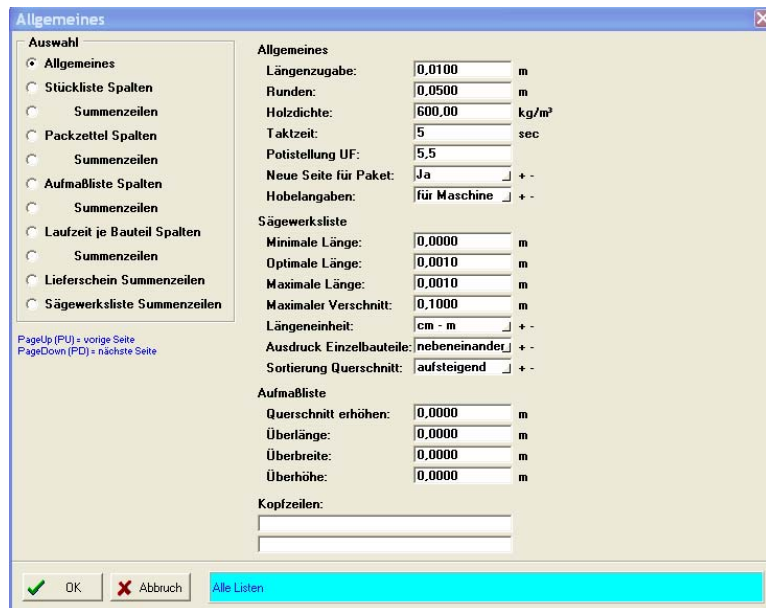 Allgemeines
Auswahl
Allgemeines
Stückliste Spalten
Summenzeilen
Packzettel Spalten
Summenzeilen
Aufmaßliste Spalten
Summenzeilen
Laufzeit je Bauteil Spalten
Summenzeilen
Lieferschein Summenzeilen
Sägewerksliste Summenzeilen
PageUp (PU) = vorige Seite
PageDown (PD) = nächste Seite
Allgemeines
Längenzugabe: 0,0100 m
Runden: 0,0500 m
Holzdichte: 600,00 kg/m³
Taktzeit: 5 sec
Potistellung UF: 5,5
Neue Seite für Paket: Ja + -
Hobelangaben: für Maschine + -
Sägewerksliste
Minimale Länge: 0,0000 m
Optimale Länge: 0,0010 m
Maximale Länge: 0,0010 m
Maximaler Verschnitt: 0,1000 m
Längeneinheit: cm - m + -
Ausdruck Einzelbauteile: nebeneinander + -
Sortierung Querschnitt: aufsteigend + -
Aufmaßliste
Querschnitt erhöhen: 0,0000 m
Überlänge: 0,0000 m
Überbreite: 0,0000 m
Überhöhe: 0,0000 m
Kopfzeilen:
OK Abbruch Alle Listen